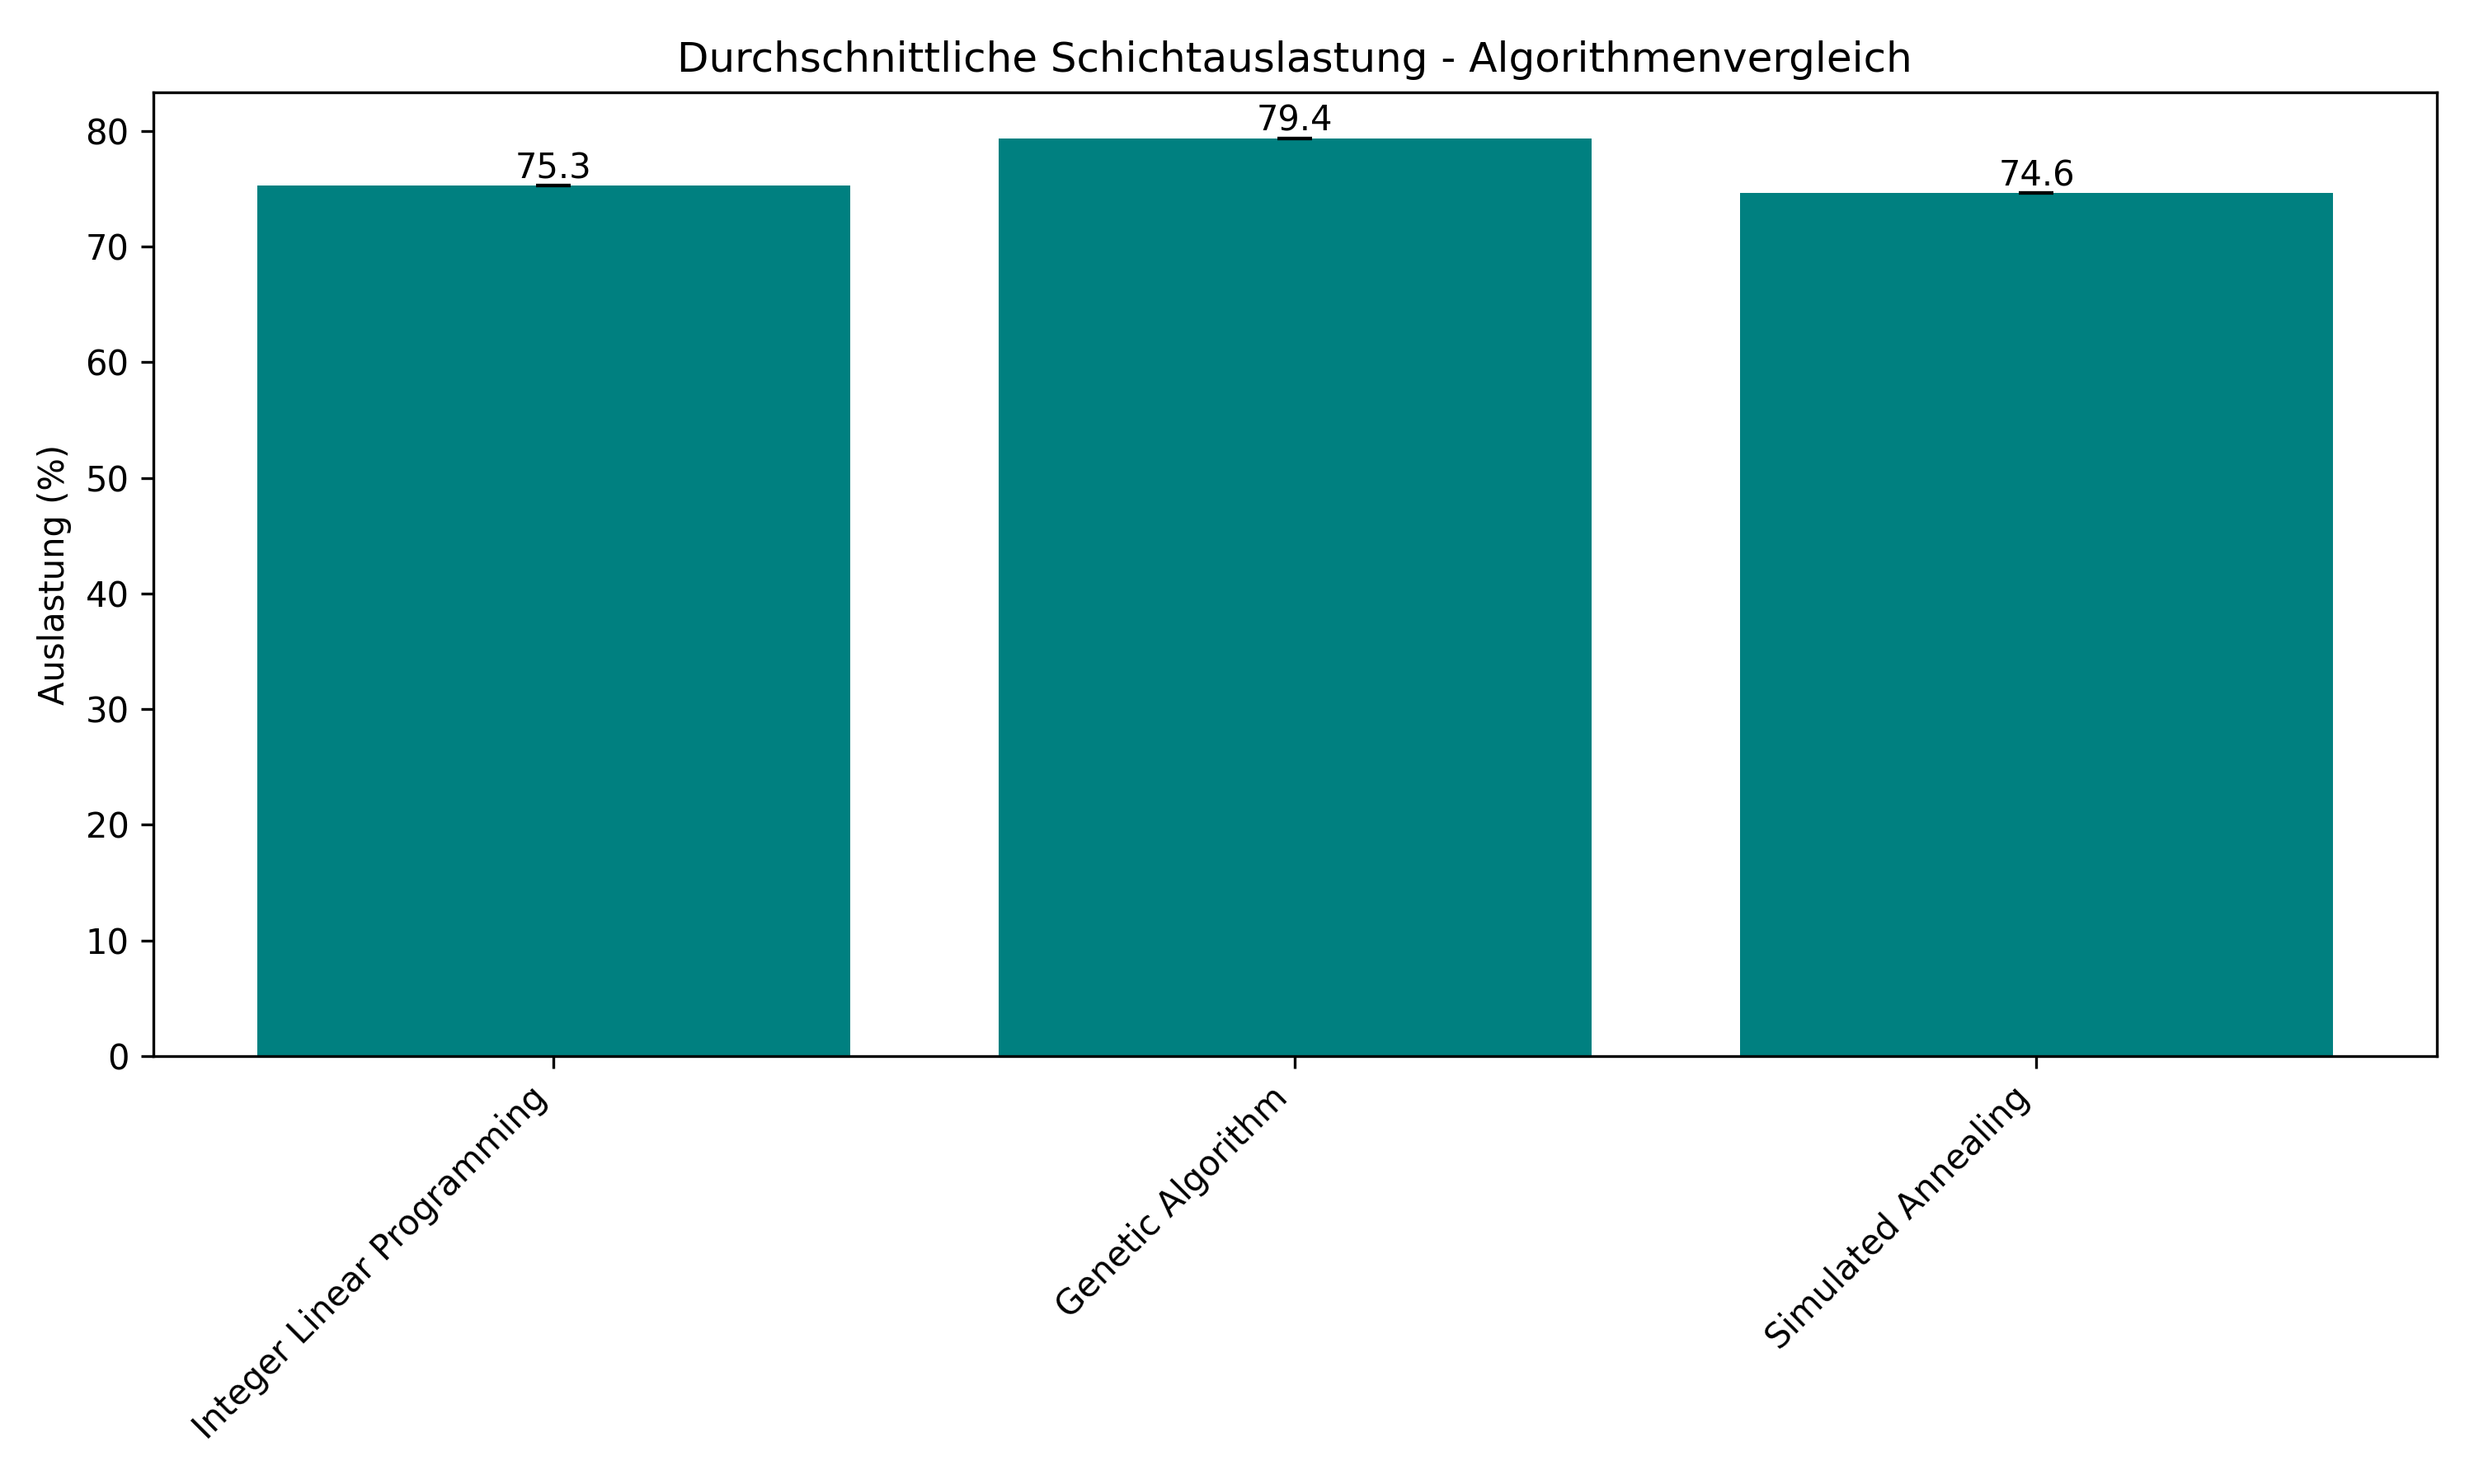 Durchschnittliche Schichtauslastung - Algorithmenvergleich
Auslastung (%)
80
70
60
50
40
30
20
10
0
75.3
79.4
74.6
Integer Linear Programming
Genetic Algorithm
Simulated Annealing